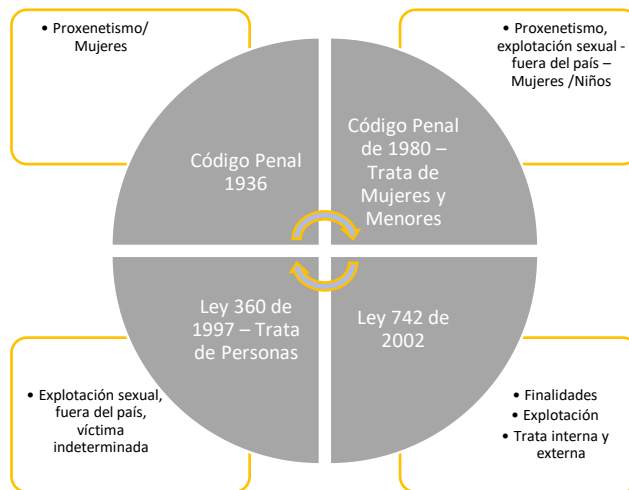 • Proxenetismo/
Mujeres
• Proxenetismo,
explotación sexual -
fuera del país –
Mujeres /Niños
Código Penal
1936
Código Penal
de 1980 –
Trata de
Mujeres y
Menores
Ley 360 de
1997 – Trata
de Personas
Ley 742 de
2002
• Explotación sexual,
fuera del país,
víctima
indeterminada
• Finalidades
• Explotación
• Trata interna y
externa